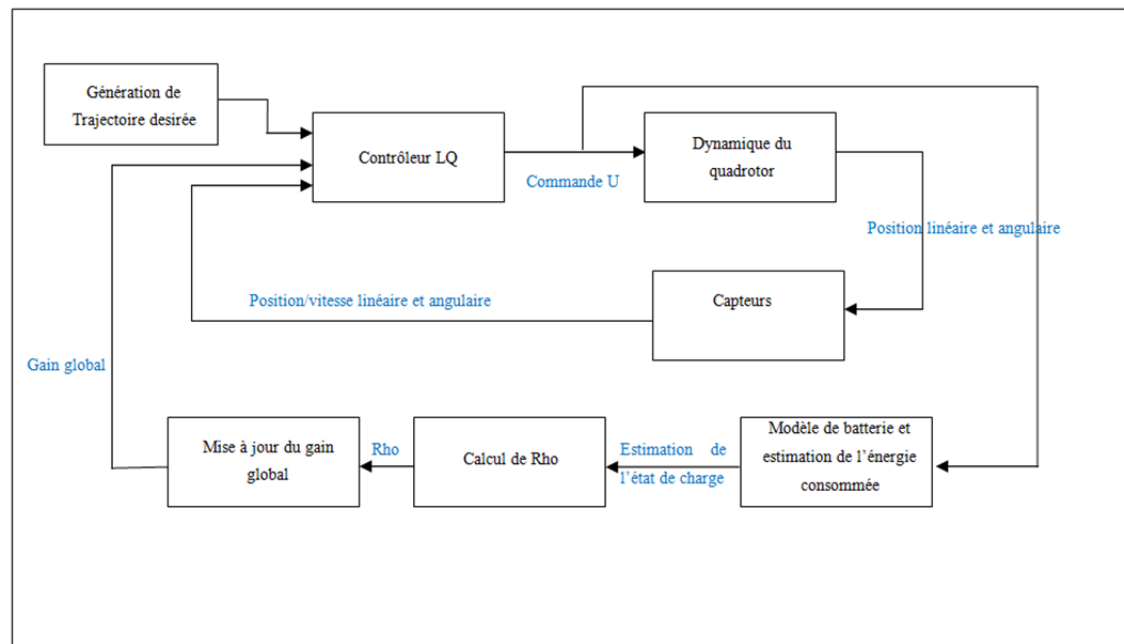 Génération de
Trajectoire desirée
Contrôleur LQ
Commande U
Dynamique du
quadrotor
Position linéaire et angulaire
Capteurs
Position/vitesse linéaire et angulaire
Gain global
Mise à jour du gain
global
Rho
Calcul de Rho
Estimation de
l’état de charge
Modèle de batterie et
estimation de l’énergie
consommée